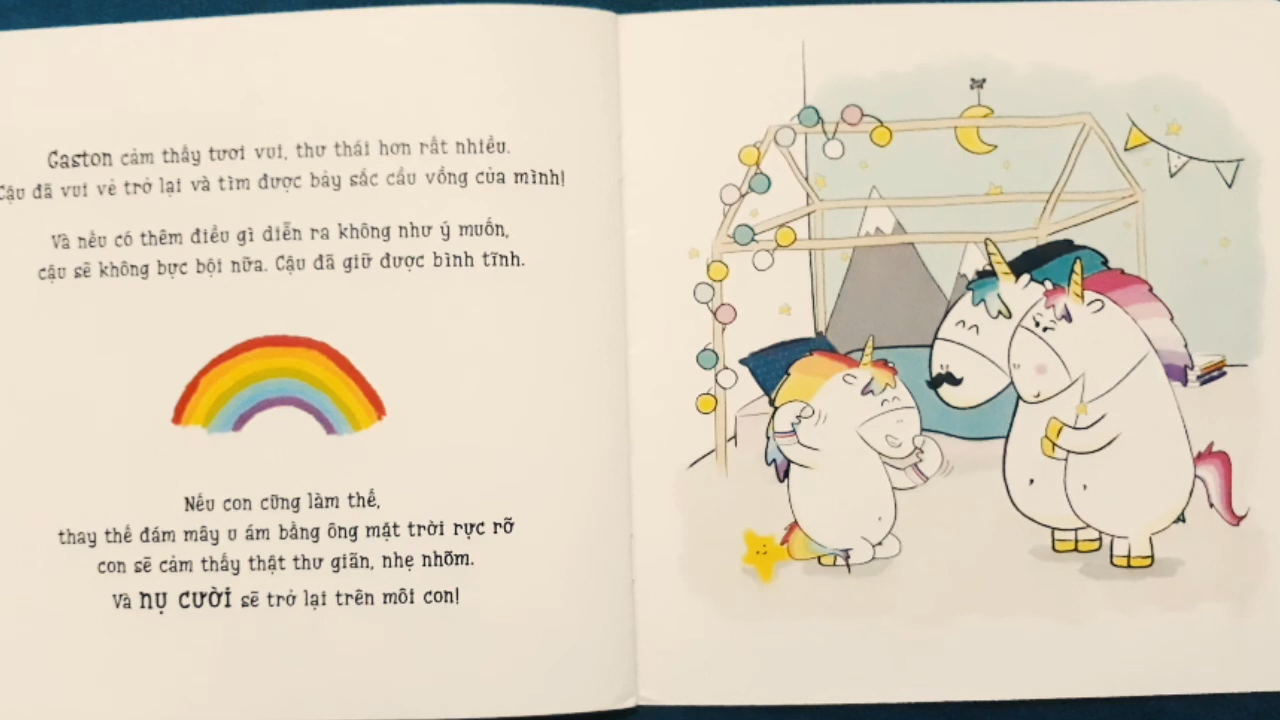 Gaston cảm thấy tươi vui, thư thái hơn rất nhiều.
Cậu đã vui vẻ trở lại và tìm được bảy sắc cầu vồng của mình!
Và nếu có thêm điều gì diễn ra không như ý muốn,
cậu sẽ không bực bội nữa. Cậu đã giữ được bình tĩnh.
Nếu con cũng làm thế,
thay thế đám mây u ám bằng ông mặt trời rực rỡ
con sẽ cảm thấy thật thư giãn, nhẹ nhõm.
Và nụ cười sẽ trở lại trên môi con!